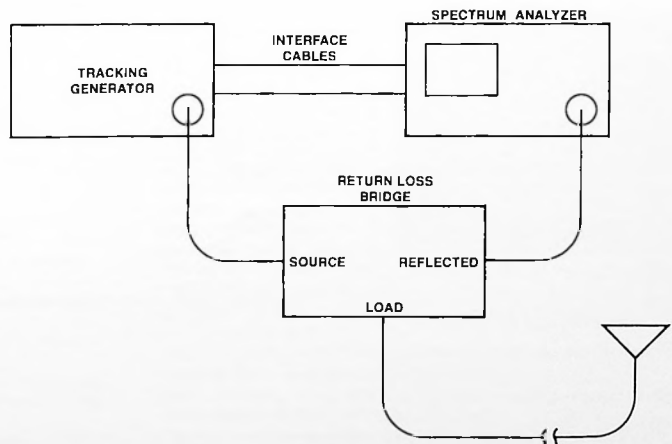 SPECTRUM ANALYZER
INTERFACE
CABLES
TRACKING
GENERATOR
RETURN LOSS
BRIDGE
SOURCE
REFLECTED
LOAD